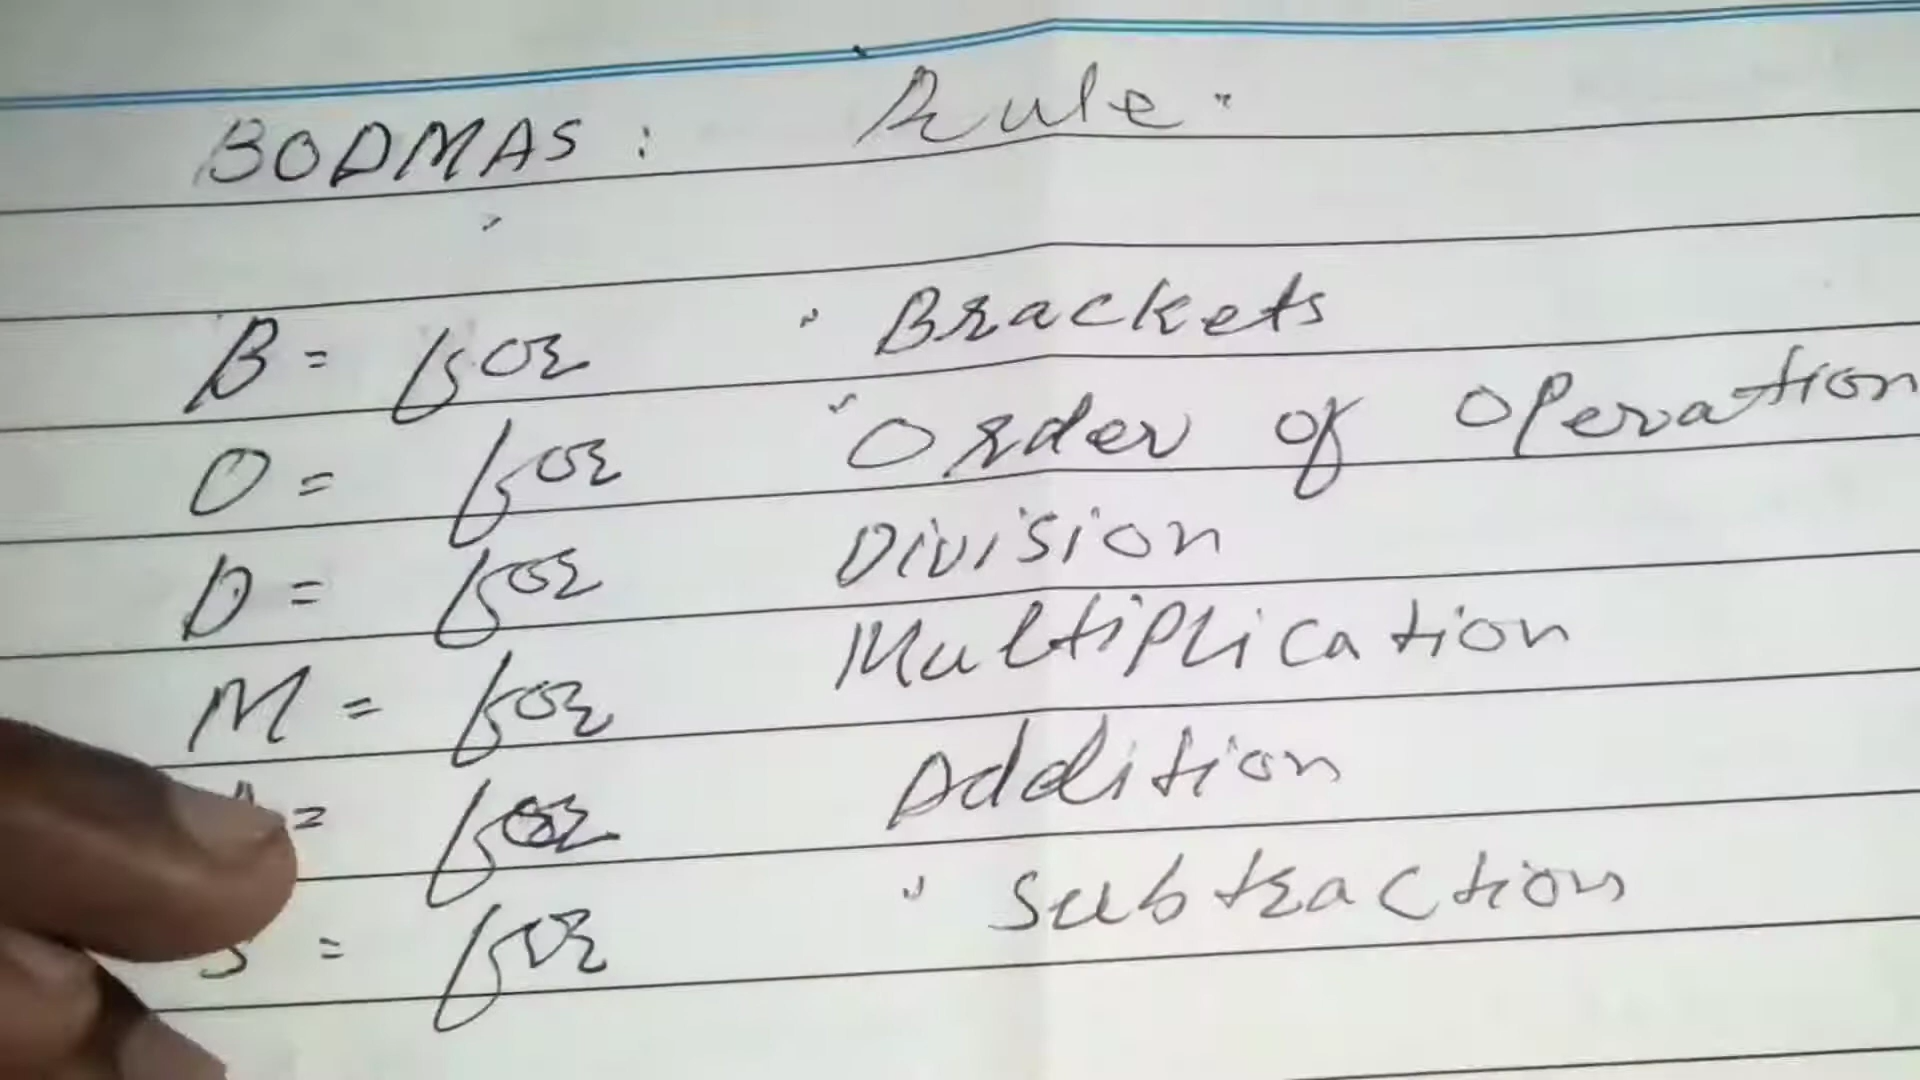 BODMAS : Rule "
B = for " Brackets
O = for " Order of Operation
D = for Division
M = for Multiplication
= for Addition
S = for " Subtraction